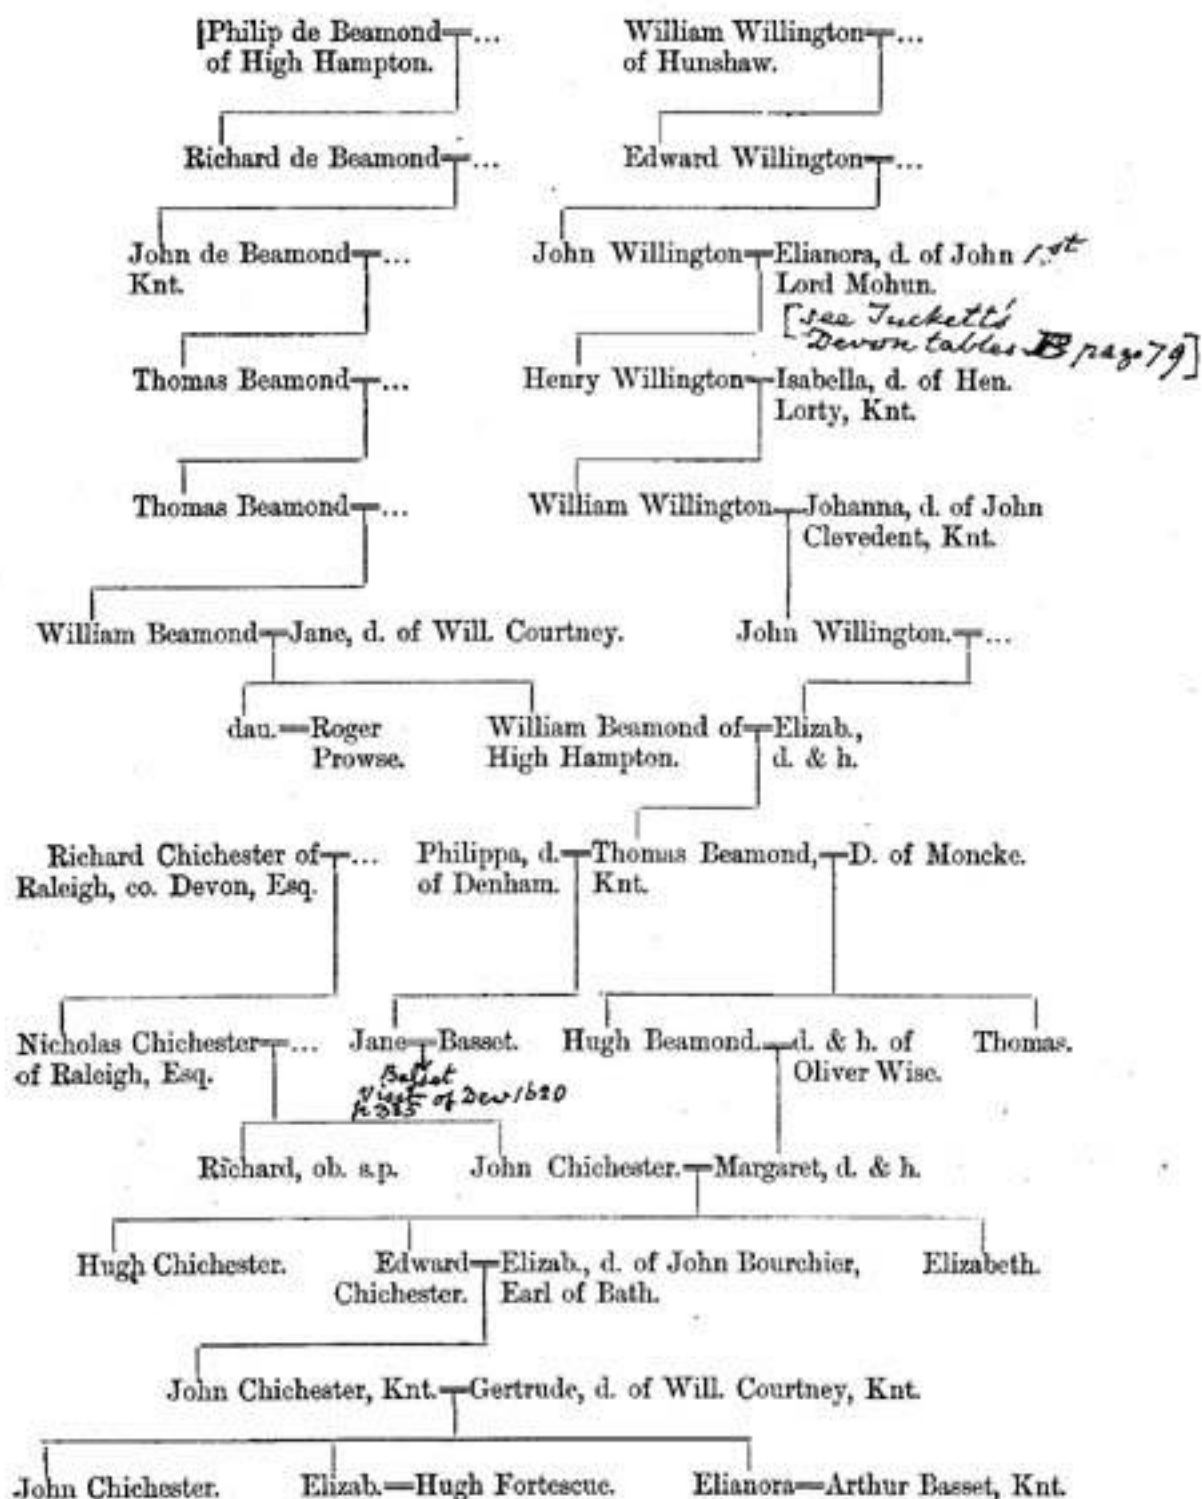 [Philip de Beamond ...
of High Hampton.
William Willington ...
of Hunshaw.
Richard de Beamond ...
Edward Willington ...
John de Beamond ...
Knt.
John Willington
Elianora, d. of John 1.st
Lord Mohun.
[see Tuckett's
Devon tables page 79]
Thomas Beamond ...
Henry Willington
Isabella, d. of Hen.
Lorty, Knt.
Thomas Beamond ...
William Willington
Johanna, d. of John
Clevedent, Knt.
William Beamond
Jane, d. of Will. Courtney.
John Willington. ...
dau.
Roger
Prowse.
William Beamond of
High Hampton.
Elizab.,
d. & h.
Richard Chichester of ...
Raleigh, co. Devon, Esq.
Philippa, d.
of Denham.
Thomas Beamond,
Knt.
D. of Moncke.
Nicholas Chichester ...
of Raleigh, Esq.
Jane
Basset.
Basset
Visit of Dev 1620
Hugh Beamond.
d. & h. of
Oliver Wise.
Thomas.
Richard, ob. s.p.
John Chichester.
Margaret, d. & h.
Hugh Chichester.
Edward
Chichester.
Elizab., d. of John Bourchier,
Earl of Bath.
Elizabeth.
John Chichester, Knt.
Gertrude, d. of Will. Courtney, Knt.
John Chichester.
Elizab.
Hugh Fortescue.
Elianora
Arthur Basset, Knt.